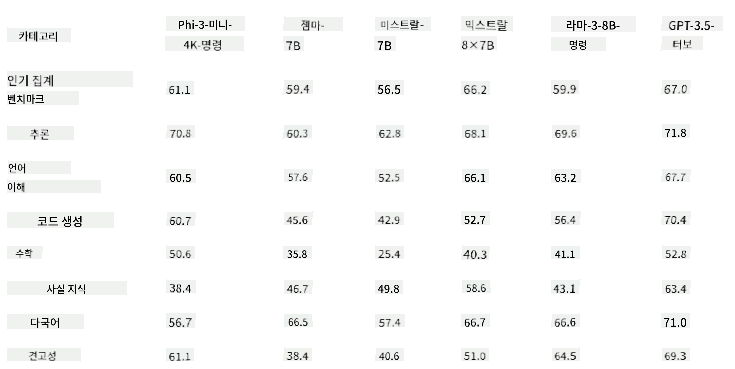 카테고리 Phi-3-미니- 젬마- 미스트랄- 믹스트랄 라마-3-8B- GPT-3.5-
4K-명령 7B 7B 8×7B 명령 터보
인기 집계
벤치마크 61.1 59.4 56.5 66.2 59.9 67.0
추론 70.8 60.3 62.8 68.1 69.6 71.8
언어
이해 60.5 57.6 52.5 66.1 63.2 67.7
코드 생성 60.7 45.6 42.9 52.7 56.4 70.4
수학 50.6 35.8 25.4 40.3 41.1 52.8
사실 지식 38.4 46.7 49.8 58.6 43.1 63.4
다국어 56.7 66.5 57.4 66.7 66.6 71.0
견고성 61.1 38.4 40.6 51.0 64.5 69.3